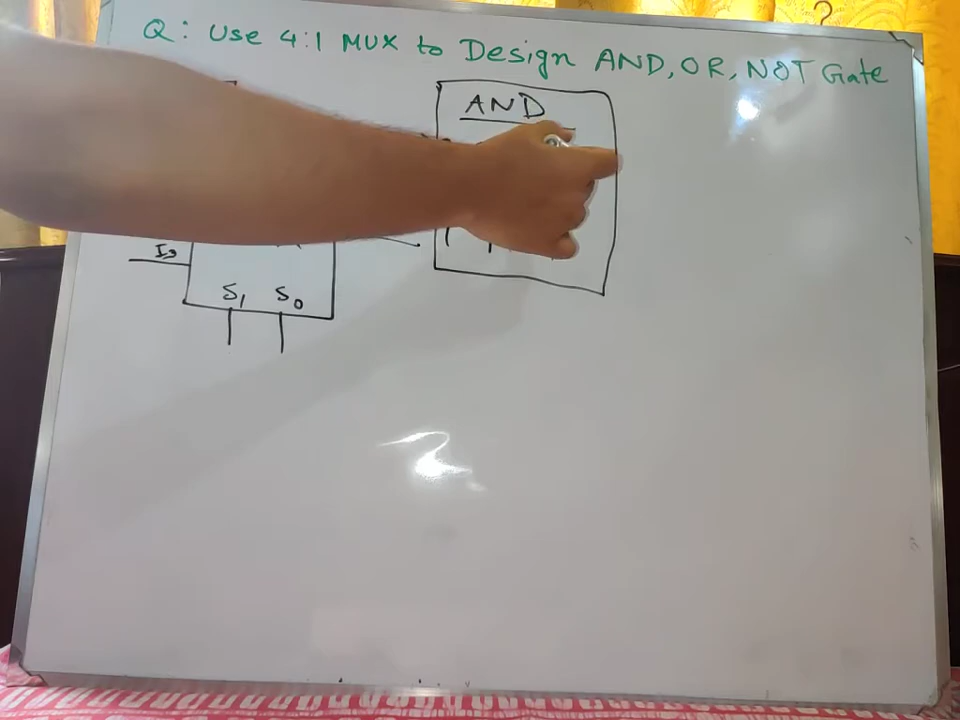 Q: Use 4:1 MUX to Design AND, OR, NOT Gate
AND
I3
S1 S0